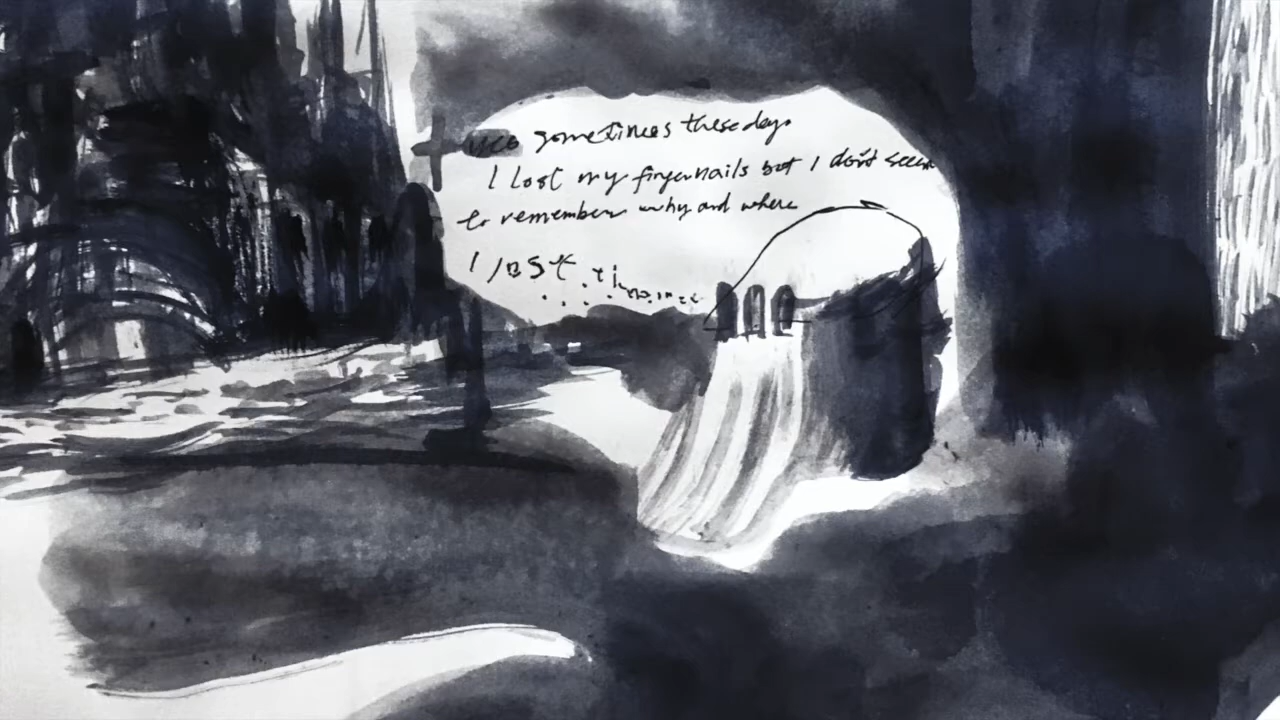 sometimes these days
I lost my fingernails but I don't seem
to remember why and where
I lost